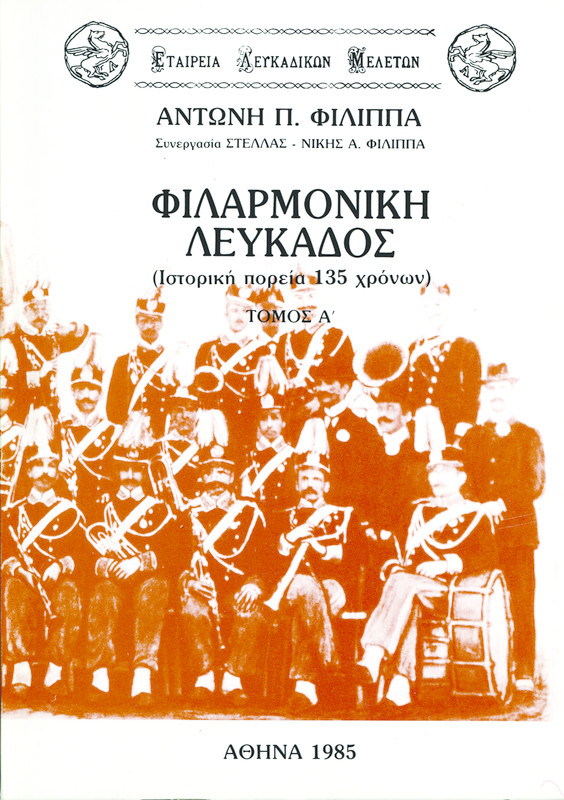 ΕΤΑΙΡΕΙΑ ΛΕΥΚΑΔΙΚΩΝ ΜΕΛΕΤΩΝ
ΑΝΤΩΝΗ Π. ΦΙΛΙΠΠΑ
Συνεργασία ΣΤΕΛΛΑΣ - ΝΙΚΗΣ Α. ΦΙΛΙΠΠΑ
ΦΙΛΑΡΜΟΝΙΚΗ
ΛΕΥΚΑΔΟΣ
(Ιστορική πορεία 135 χρόνων)
ΤΟΜΟΣ Α΄
ΑΘΗΝΑ 1985